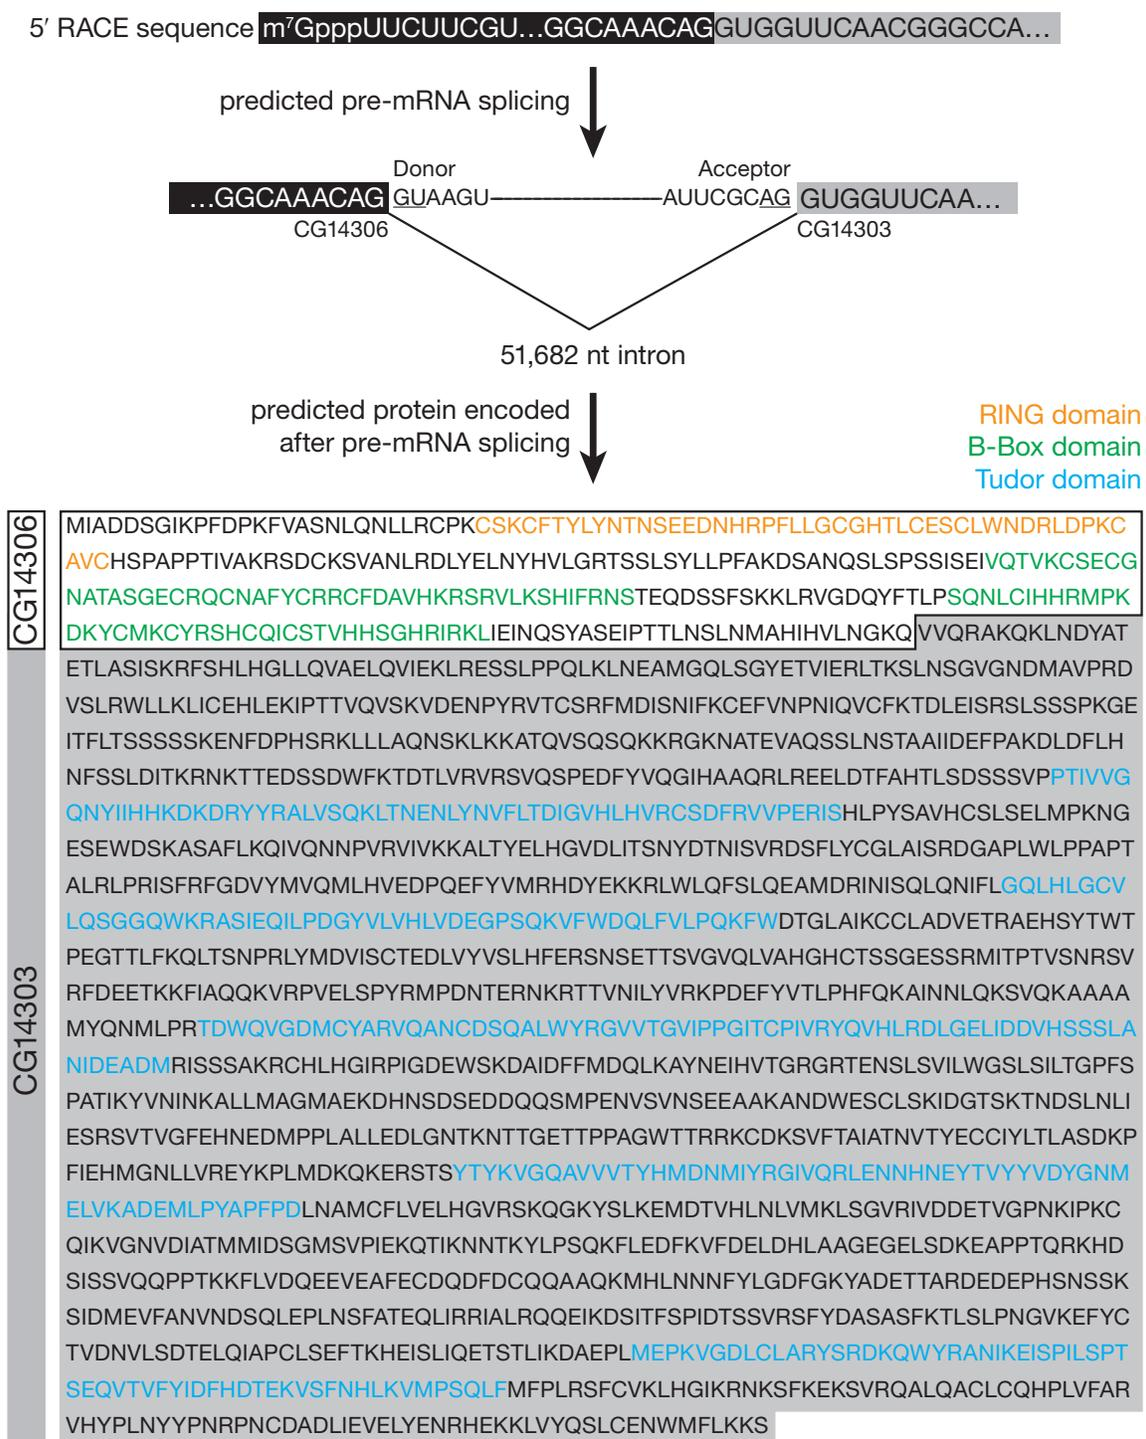 5′ RACE sequence m⁷GpppUUCUUCGU...GGCAAACAGGUGGUUCAACGGGCCA...
predicted pre-mRNA splicing
Donor Acceptor
...GGCAAACAG GUAAGU AUUCGCAG GUGGUUCAA...
CG14306 CG14303
51,682 nt intron
predicted protein encoded
after pre-mRNA splicing
RING domain
B-Box domain
Tudor domain
CG14306
MIADDSGIKPFDPKFVASNLQNLLRCPKCSKCFTYLYNTNSEEDNHRPFLLGCGHTLCESCLWNDRLDPKC
AVCHSPAPPTIVAKRSDCKSVANLRDLYELNYHVLGRTSSLSYLLPFAKDSANQSLSPSSISEIVQTVKCSECG
NATASGECRQCNAFYCRRCFDAVHKRSRVLKSHIFRNSTEQDSSFSKKLRVGDQYFTLPSQNLCIHHRMPK
DKYCMKCYRSHCQICSTVHHSGHRIRKLIEINQSYASEIPTTLNSLNMAHIHVLNGKQVVQRAKQKLNDYAT
CG14303
ETLASISKRFSHLHGLLQVAELQVIEKLRESSLPPQLKLNEAMGQLSGYETVIERLTKSLNSGVGNDMAVPRD
VSLRWLLKLICEHLEKIPTTVQVSKVDENPYRVTCSRFMDISNIFKCEFVNPNIQVCFKTDLEISRSLSSSPKGE
ITFLTSSSSSKENFDPHSRKLLLAQNSKLKKATQVSQSQKKRGKNATEVAQSSLNSTAAIIDEFPAKDLDFLH
NFSSLDITKRNKTTEDSSDWFKTDTLVRVRSVQSPEDFYVQGIHAAQRLREELDTFAHTLSDSSSVPPTIVVG
QNYIIHHKDKDRYYRALVSQKLTNENLYNVFLTDIGVHLHVRCSDFRVVPERISHLPYSAVHCSLSELMPKNG
ESEWDSKASAFLKQIVQNNPVRVIVKKALTYELHGVDLITSNYDTNISVRDSFLYCGLAISRDGAPLWLPPAPT
ALRLPRISFRFGDVYMVQMLHVEDPQEFYVMRHDYEKKRLWLQFSLQEAMDRINISQLQNIFLGQLHLGCV
LQSGGQWKRASIEQILPDGYVLVHLVDEGPSQKVFWDQLFVLPQKFWDTGLAIKCCLADVETRAEHSYTWT
PEGTTLFKQLTSNPRLYMDVISCTEDLVYVSLHFERSNSETTSVGVQLVAHGHCTSSGESSRMITPTVSNRSV
RFDEETKKFIAQQKVRPVELSPYRMPDNTERNKRTTVNILYVRKPDEFYVTLPHFQKAINNLQKSVQKAAAA
MYQNMLPRTDWQVGDMCYARVQANCDSQALWYRGVVTGVIPPGITCPIVRYQVHLRDLGELIDDVHSSSLA
NIDEADMRISSSAKRCHLHGIRPIGDEWSKDAIDFFMDQLKAYNEIHVTGRGRTENSLSVILWGSLSILTGPFS
PATIKYVNINKALLMAGMAEKDHNSDSEDDQQSMPENVSVNSEEAAKANDWESCLSKIDGTSKTNDSLNLI
ESRSVTVGFEHNEDMPPLALLEDLGNTKNTTGETTPPAGWTTRRKCDKSVFTAIATNVTYECCIYLTLASDKP
FIEHMGNLLVREYKPLMDKQKERSTSYTYKVGQAVVVTYHMDNMIYRGIVQRLENNHNEYTVYYVDYGNM
ELVKADEMLPYAPFPDLNAMCFLVELHGVRSKQGKYSLKEMDTVHLNLVMKLSGVRIVDDETVGPNKIPKC
QIKVGNVDIATMMIDSGMSVPIEKQTIKNNTKYLPSQKFLEDFKVFDELDHLAAGEGELSDKEAPPTQRKHD
SISSVQQPPTKKFLVDQEEVEAFECDQDFDCQQAAQKMHLNNNFYLGDFGKYADETTARDEDEPHSNSSK
SIDMEVFANVNDSQLEPLNSFATEQLIRRIALRQQEIKDSITFSPIDTSSVRSFYDASASFKTLSLPNGVKEFYC
TVDNVLSDTELQIAPCLSEFTKHEISLIQETSTLIKDAEPLMEPKVGDLCLARYSRDKQWYRANIKEISPILSPT
SEQVTVFYIDFHDTEKVSFNHLKVMPSQLFMFPLRSFCVKLHGIKRNKSFKEKSVRQALQACLCQHPLVFAR
VHYPLNYYPNRPNCDADLIEVELYENRHEKKLVYQSLCENWMFLKKS